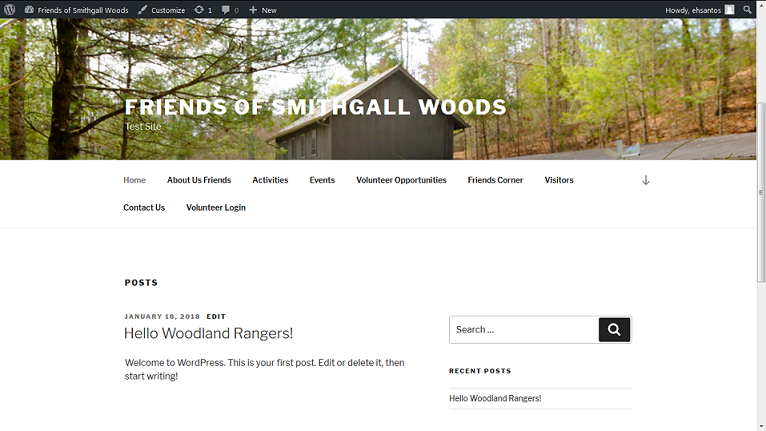 Friends of Smithgall Woods Customize 1 0 New Howdy, ehsantos
FRIENDS OF SMITHGALL WOODS
Test Site
Home About Us Friends Activities Events Volunteer Opportunities Friends Corner Visitors
Contact Us Volunteer Login
POSTS
JANUARY 18, 2018 EDIT
Hello Woodland Rangers!
Welcome to WordPress. This is your first post. Edit or delete it, then
start writing!
Search …
RECENT POSTS
Hello Woodland Rangers!